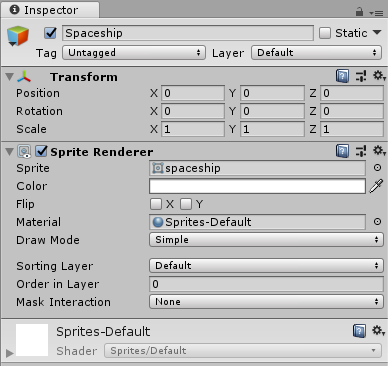 Inspector
Spaceship Static
Tag Untagged Layer Default
Transform
Position X 0 Y 0 Z 0
Rotation X 0 Y 0 Z 0
Scale X 1 Y 1 Z 1
Sprite Renderer
Sprite spaceship
Color
Flip X Y
Material Sprites-Default
Draw Mode Simple
Sorting Layer Default
Order in Layer 0
Mask Interaction None
Sprites-Default
Shader Sprites/Default